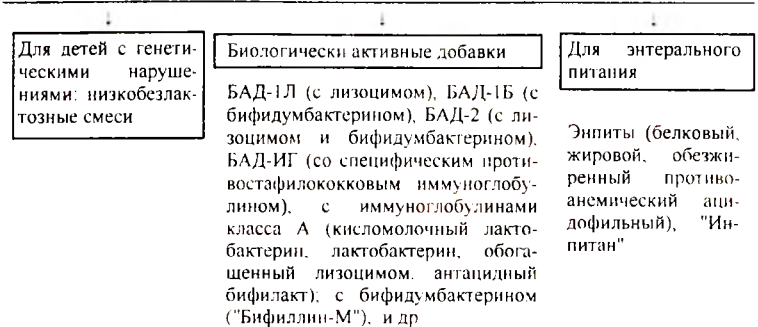 Для детей с генети-
ческими наруше-
ниями: низкобезлак-
тозные смеси
Биологически активные добавки
БАД-1Л (с лизоцимом), БАД-1Б (с
бифидумбактерином), БАД-2 (с ли-
зоцимом и бифидумбактерином),
БАД-ИГ (со специфическим проти-
востафилококковым иммуноглобу-
лином), с иммуноглобулинами
класса А (кисломолочный лакто-
бактерин, лактобактерин, обога-
щенный лизоцимом, антацидный
бифилакт); с бифидумбактерином
("Бифиллин-М"), и др
Для энтерального
питания
Энпиты (белковый,
жировой, обезжи-
ренный противо-
анемический аци-
дофильный), "Ин-
питан"